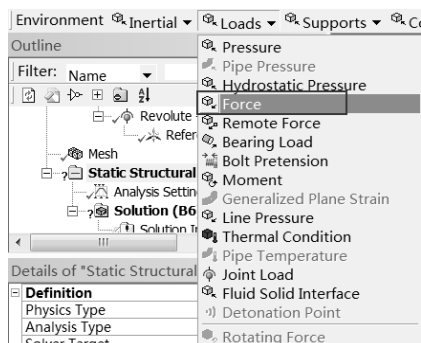 Environment Inertial Loads Supports
Outline
Filter: Name
Revolute
Mesh
Static Structural
Analysis
Solution (B6
Solution
Details of "Static Structural
Definition
Physics Type
Analysis Type
Solver Target
Pressure
Pipe Pressure
Hydrostatic Pressure
Force
Remote Force
Bearing Load
Bolt Pretension
Moment
Generalized Plane Strain
Line Pressure
Thermal Condition
Pipe Temperature
Joint Load
Fluid Solid Interface
Detonation Point
Rotating Force